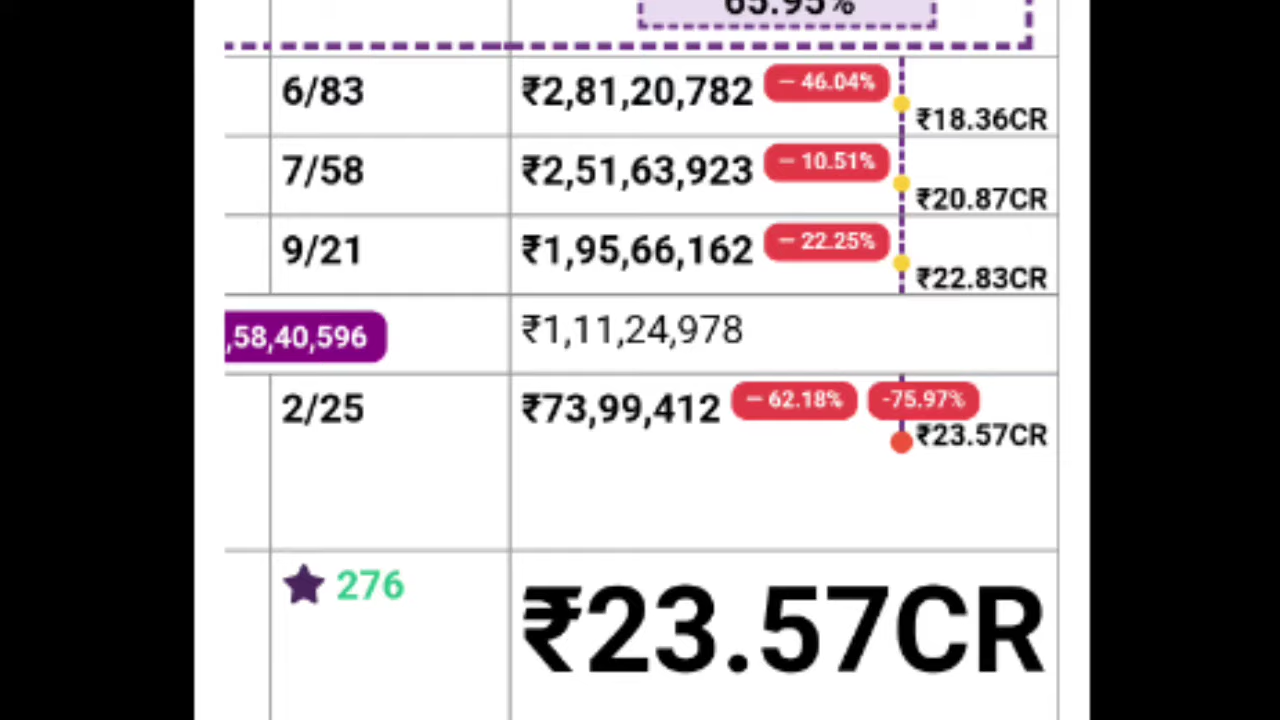 65.95%
6/83 ₹2,81,20,782 – 46.04%
₹18.36CR
7/58 ₹2,51,63,923 – 10.51%
₹20.87CR
9/21 ₹1,95,66,162 – 22.25%
₹22.83CR
,58,40,596 ₹1,11,24,978
2/25 ₹73,99,412 – 62.18% -75.97%
₹23.57CR
276 ₹23.57CR